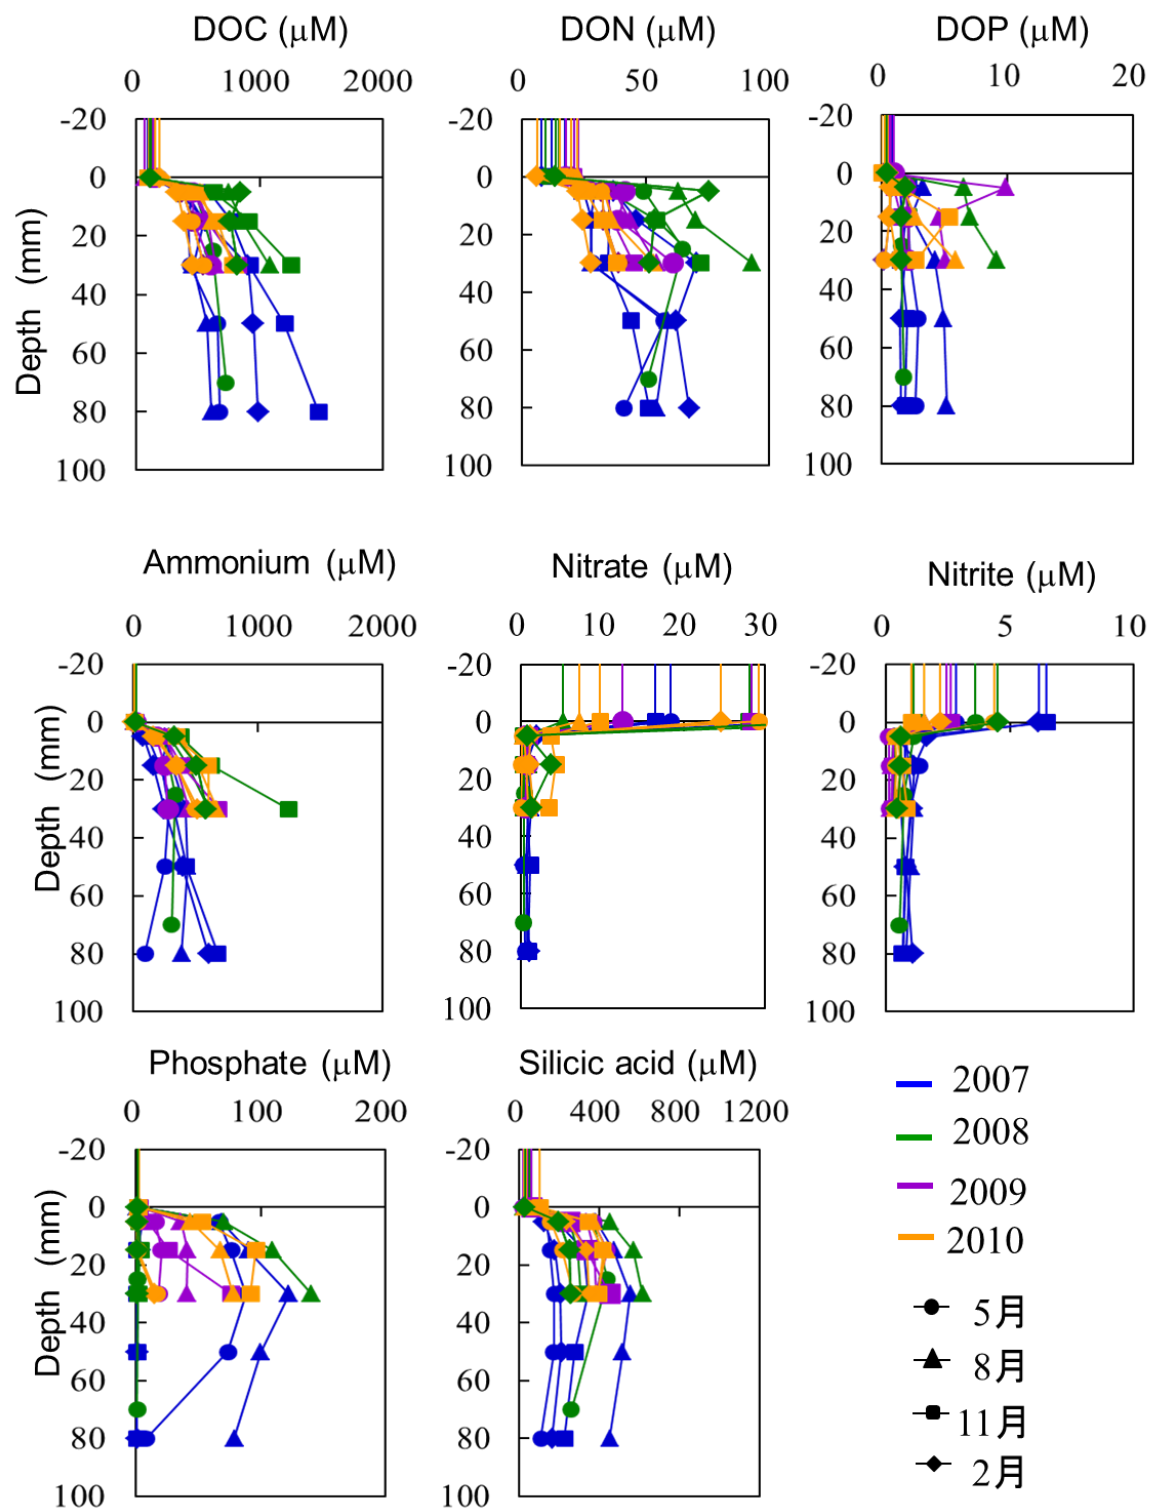 DOC (μM) DON (μM) DOP (μM)
0 1000 2000 0 50 100 0 10 20
-20 -20 -20
0 0 0
20 20 20
40 40 40
60 60 60
80 80 80
100 100 100
Depth (mm)
Ammonium (μM) Nitrate (μM) Nitrite (μM)
0 1000 2000 0 10 20 30 0 5 10
-20 -20 -20
0 0 0
20 20 20
40 40 40
60 60 60
80 80 80
100 100 100
Depth (mm)
Phosphate (μM) Silicic acid (μM)
0 100 200 0 400 800 1200
-20 -20
0 0
20 20
40 40
60 60
80 80
100 100
Depth (mm)
2007
2008
2009
2010
5月
8月
11月
2月